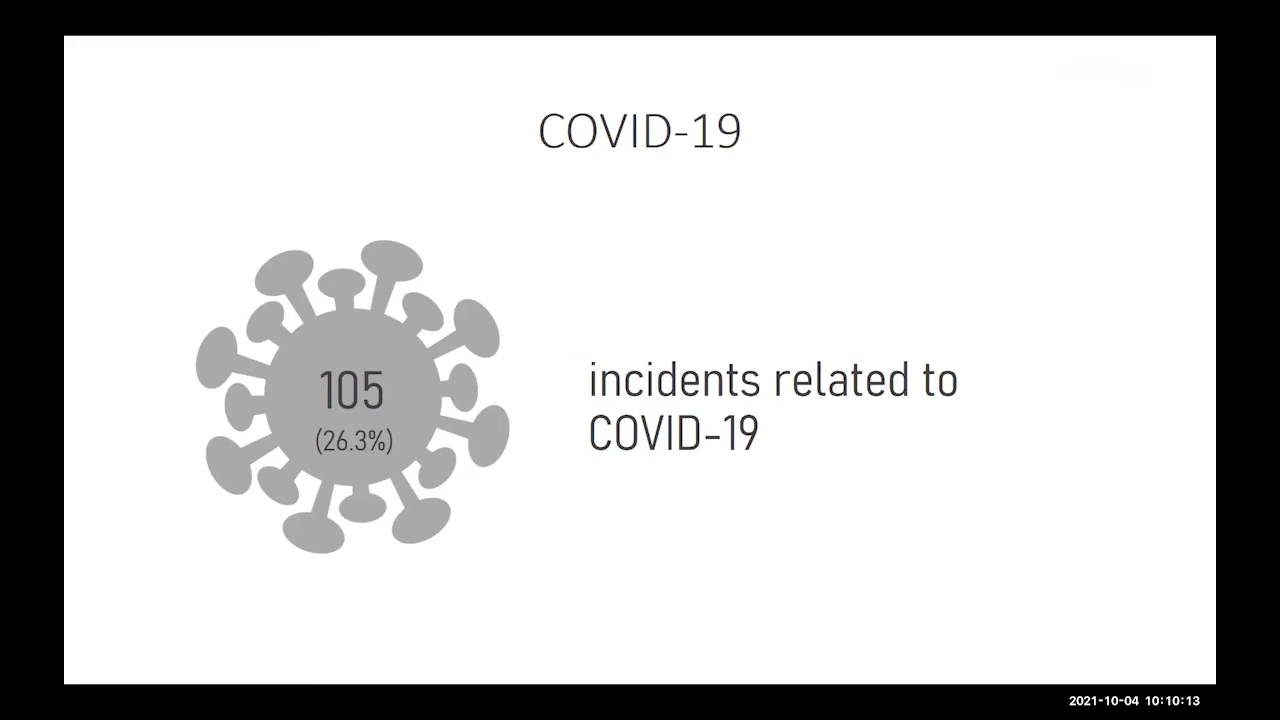 COVID-19
105
(26.3%)
incidents related to
COVID-19
2021-10-04 10:10:13